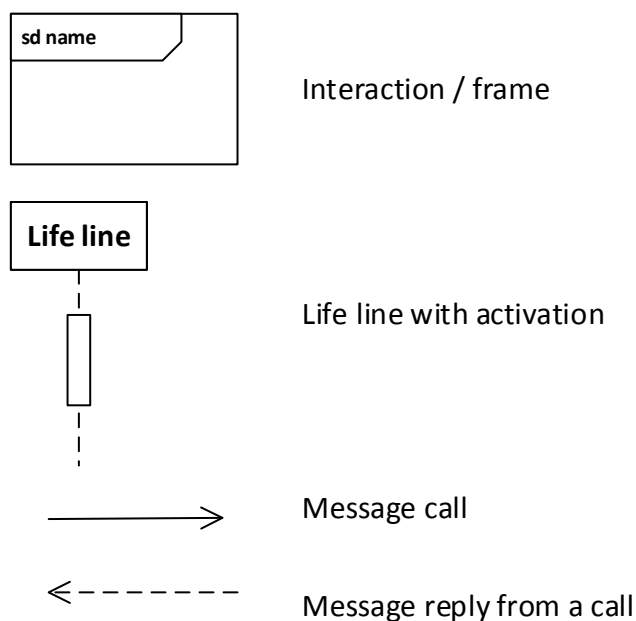 sd name
Interaction / frame
Life line
Life line with activation
Message call
Message reply from a call